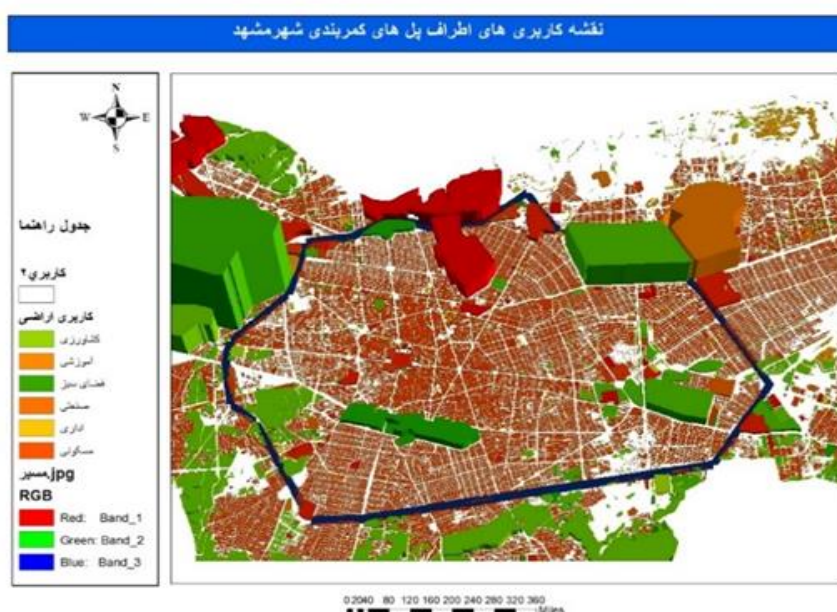 نقشه کاربری های اطراف پل های کمربندی شهرمشهد
N
W E
S
جدول راهنما
کاربری۲
کاربری اراضی
کشاورزی
آموزشی
فضای سبز
صنعتی
اداری
مسکونی
مسیر.jpg
RGB
Red: Band_1
Green: Band_2
Blue: Band_3
0 20 40 80 120 160 200 240 280 320 360
Miles